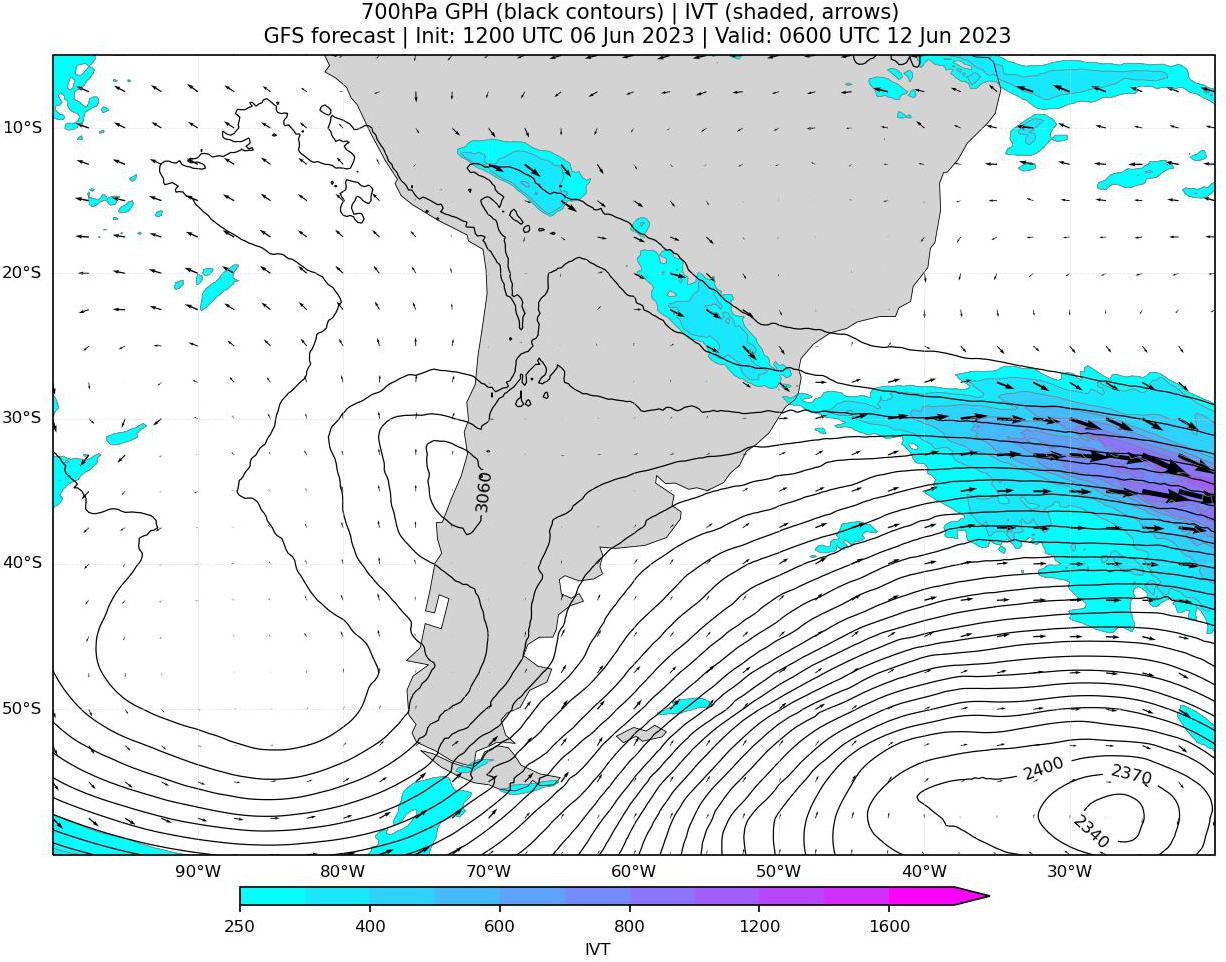 700hPa GPH (black contours) | IVT (shaded, arrows)
GFS forecast | Init: 1200 UTC 06 Jun 2023 | Valid: 0600 UTC 12 Jun 2023
10°S
20°S
30°S
3060
40°S
50°S
2400
2370
2340
90°W 80°W 70°W 60°W 50°W 40°W 30°W
250 400 600 800 1200 1600
IVT